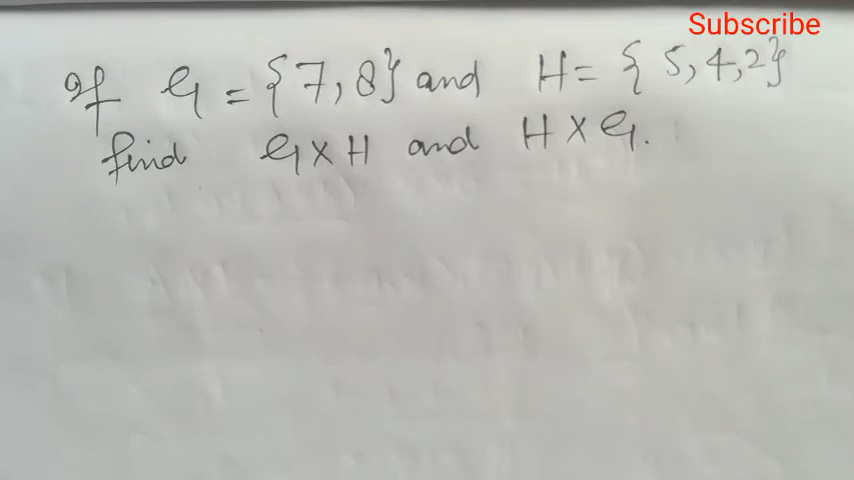 Subscribe
If G = {7, 8} and H = { 5, 4, 2}
find G X H and H X G.